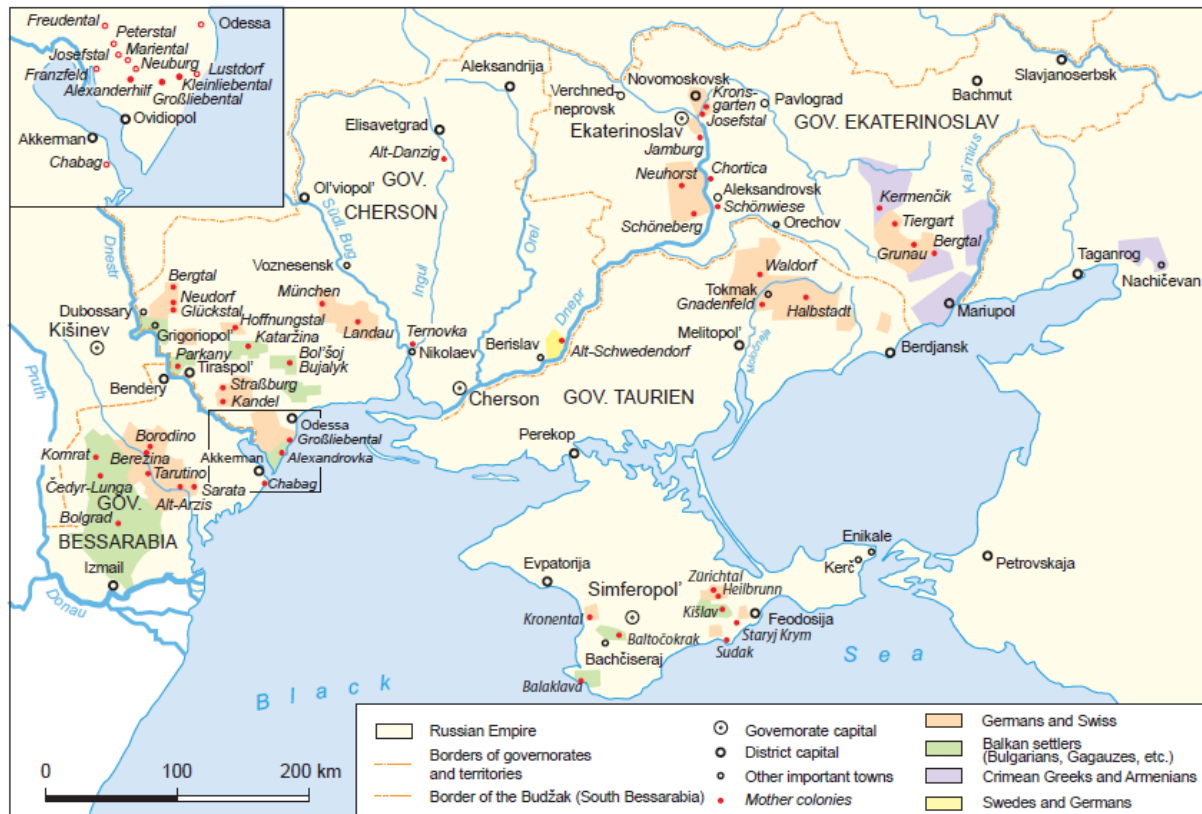 Freudental
Odessa
Peterstal
Mariental
Josefstal
Neuburg
Franzfeld
Lustdorf
Kleinliebental
Alexanderhilf
Großliebental
Ovidiopol
Akkerman
Chabag
Aleksandrija
Verchned-
neprovsk
Novomoskovsk
Krons-
garten
Josefstal
Pavlograd
Slavjanoserbsk
Bachmut
Ekaterinoslav
GOV. EKATERINOSLAV
Jamburg
Elisavetgrad
Alt-Danzig
GOV.
CHERSON
Ol'viopol'
Südl. Bug
Ingul
Orel
Dnestr
Neuhorst
Chortica
Aleksandrovsk
Schönwiese
Schöneberg
Orechov
Kermenčik
Kal'mius
Tiergart
Grunau
Bergtal
Taganrog
Nachičevan
Mariupol
Voznesensk
Bergtal
Neudorf
Glückstal
Dubossary
Kišinev
Grigoriopol'
München
Landau
Hoffnungstal
Kataržina
Ternovka
Nikolaev
Dnepr
Berislav
Alt-Schwedendorf
Waldorf
Tokmak
Gnadenfeld
Halbstadt
Melitopol'
Moločnaja
Berdjansk
Parkany
Tiraspol'
Bol'šoj
Bujalyk
Bendery
Straßburg
Kandel
Cherson
GOV. TAURIEN
Pruth
Odessa
Großliebental
Alexandrovka
Akkerman
Chabag
Perekop
Borodino
Komrat
Berezina
Tarutino
Čedyr-Lunga
Sarata
Alt-Arzis
GOV.
Bolgrad
BESSARABIA
Izmail
Donau
Enikale
Kerč
Petrovskaja
Evpatorija
Simferopol'
Zürichtal
Heilbrunn
Kišlav
Feodosija
Kronental
Baltočokrak
Staryj Krym
Bachčiseraj
Sudak
Balaklava
Black Sea
0 100 200 km
Russian Empire
Borders of governorates
and territories
Border of the Budžak (South Bessarabia)
Governorate capital
District capital
Other important towns
Mother colonies
Germans and Swiss
Balkan settlers
(Bulgarians, Gagauzes, etc.)
Crimean Greeks and Armenians
Swedes and Germans